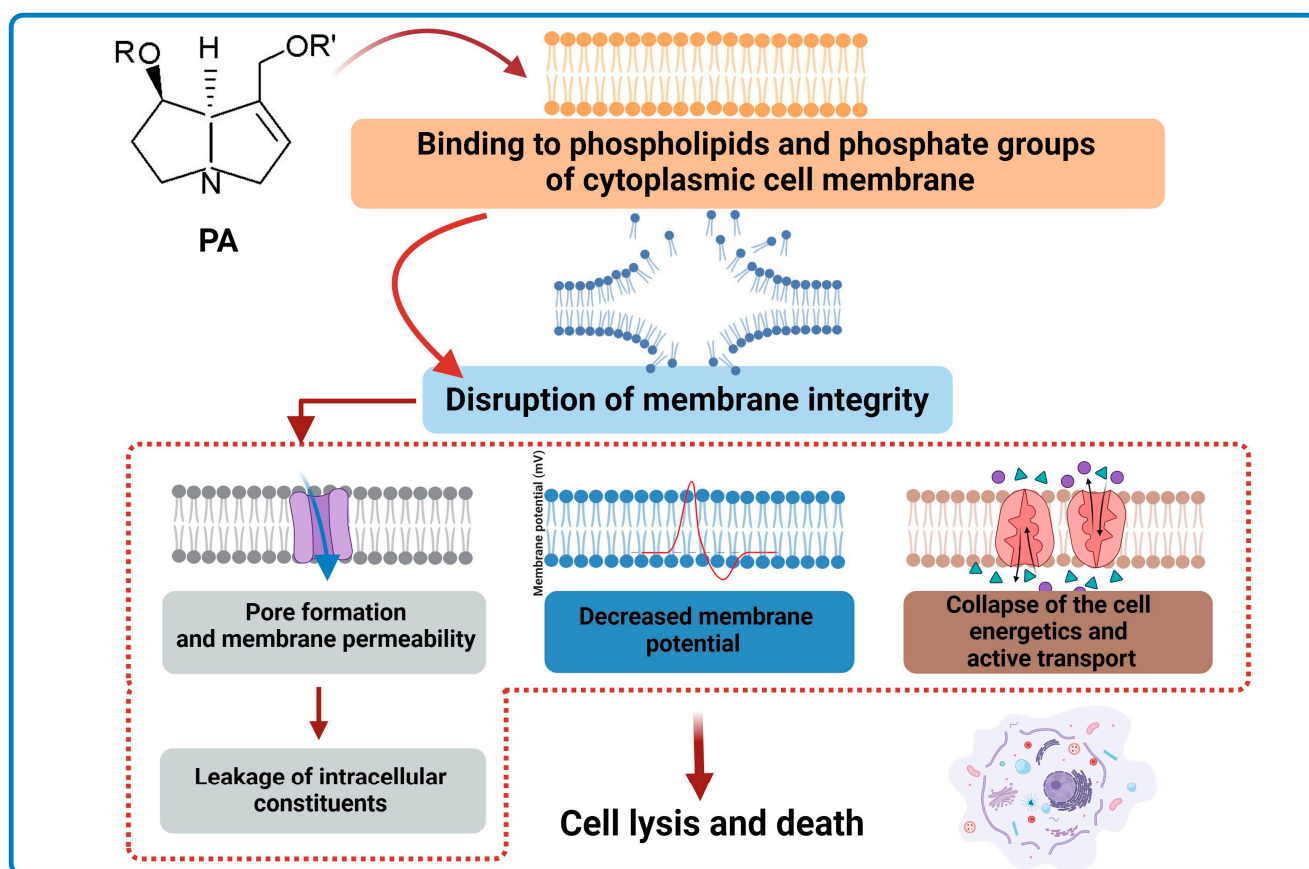 RO
H
OR'
N
PA
Binding to phospholipids and phosphate groups
of cytoplasmic cell membrane
Disruption of membrane integrity
Membrane potential (mV)
Pore formation
and membrane permeability
Decreased membrane
potential
Collapse of the cell
energetics and
active transport
Leakage of intracellular
constituents
Cell lysis and death